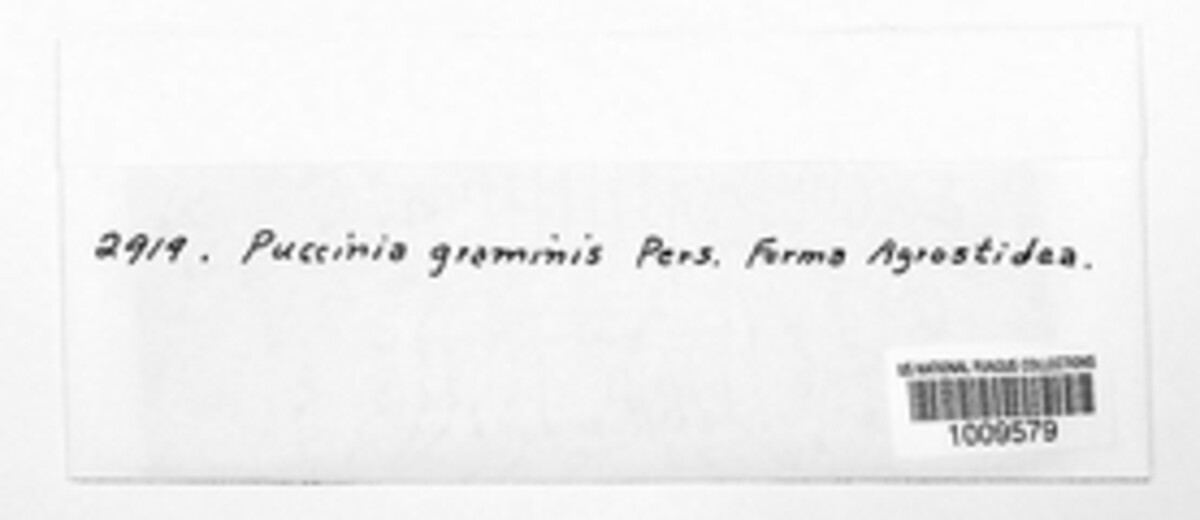 2919. Puccinia graminis Pers. Forma Agrostidea.
US NATIONAL FUNGUS COLLECTIONS
1009579